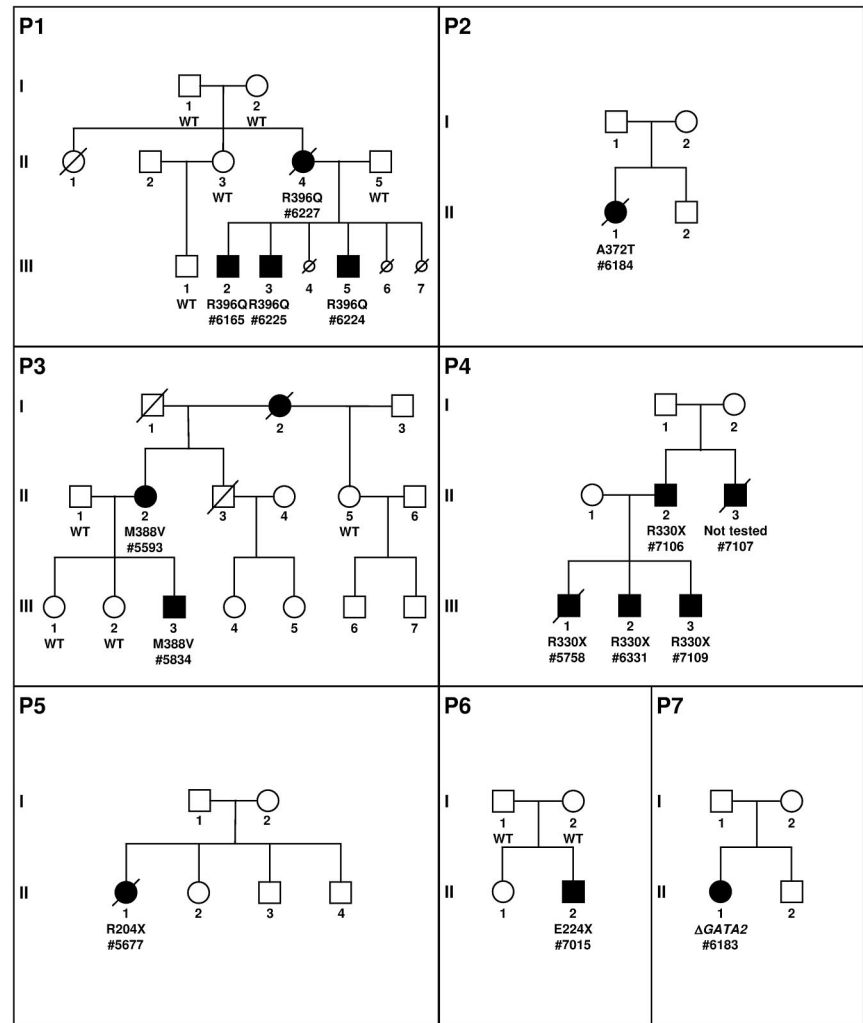 P1
I
1 2
WT WT
II
1 2 3 4 5
WT R396Q WT
#6227
III
1 2 3 4 5 6 7
WT R396Q R396Q R396Q
#6165 #6225 #6224
P2
I
1 2
II
1 2
A372T
#6184
P3
I
1 2 3
II
1 2 3 4 5 6
WT M388V WT
#5593
III
1 2 3 4 5 6 7
WT WT M388V
#5834
P4
I
1 2
II
1 2 3
R330X Not tested
#7106 #7107
III
1 2 3
R330X R330X R330X
#5758 #6331 #7109
P5
I
1 2
II
1 2 3 4
R204X
#5677
P6
I
1 2
WT WT
II
1 2
E224X
#7015
P7
I
1 2
II
1 2
ΔGATA2
#6183